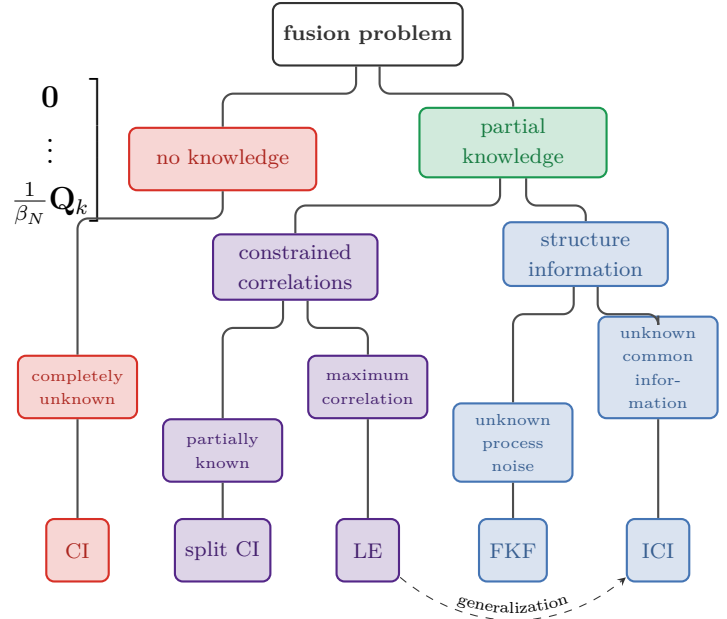 fusion problem
0
⋮
1/β_N Q_k
no knowledge
partial
knowledge
constrained
correlations
structure
information
completely
unknown
partially
known
maximum
correlation
unknown
process
noise
unknown
common
infor-
mation
CI
split CI
LE
FKF
ICI
generalization